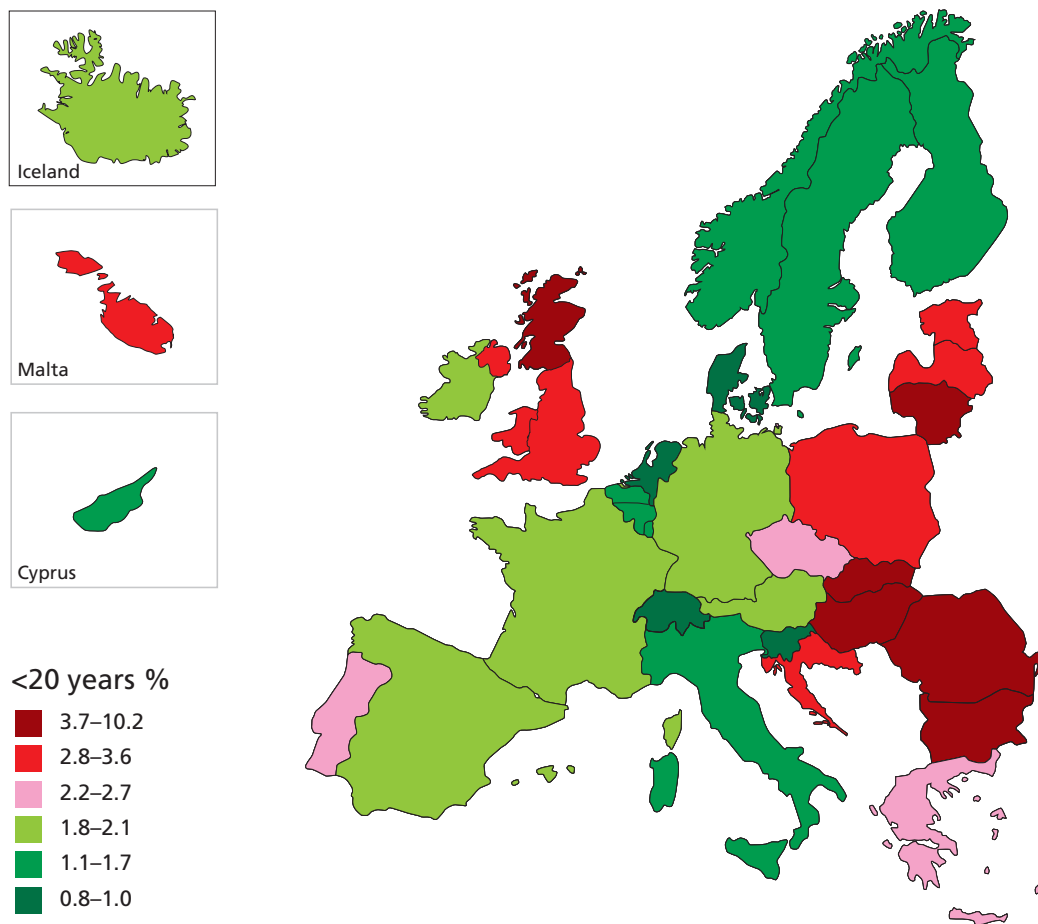 Iceland
Malta
Cyprus
<20 years %
3.7–10.2
2.8–3.6
2.2–2.7
1.8–2.1
1.1–1.7
0.8–1.0